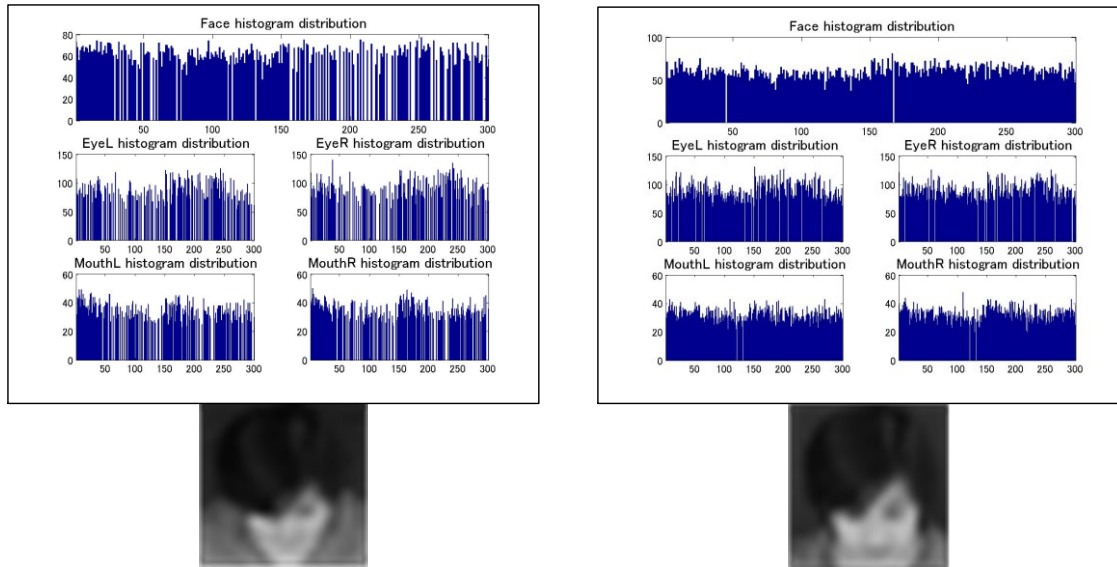 Face histogram distribution
80
60
40
20
0
50 100 150 200 250 300
EyeL histogram distribution EyeR histogram distribution
150 150
100 100
50 50
0 0
50 100 150 200 250 300 50 100 150 200 250 300
MouthL histogram distribution MouthR histogram distribution
60 60
40 40
20 20
0 0
50 100 150 200 250 300 50 100 150 200 250 300
Face histogram distribution
100
50
0
50 100 150 200 250 300
EyeL histogram distribution EyeR histogram distribution
150 150
100 100
50 50
0 0
50 100 150 200 250 300 50 100 150 200 250 300
MouthL histogram distribution MouthR histogram distribution
60 60
40 40
20 20
0 0
50 100 150 200 250 300 50 100 150 200 250 300